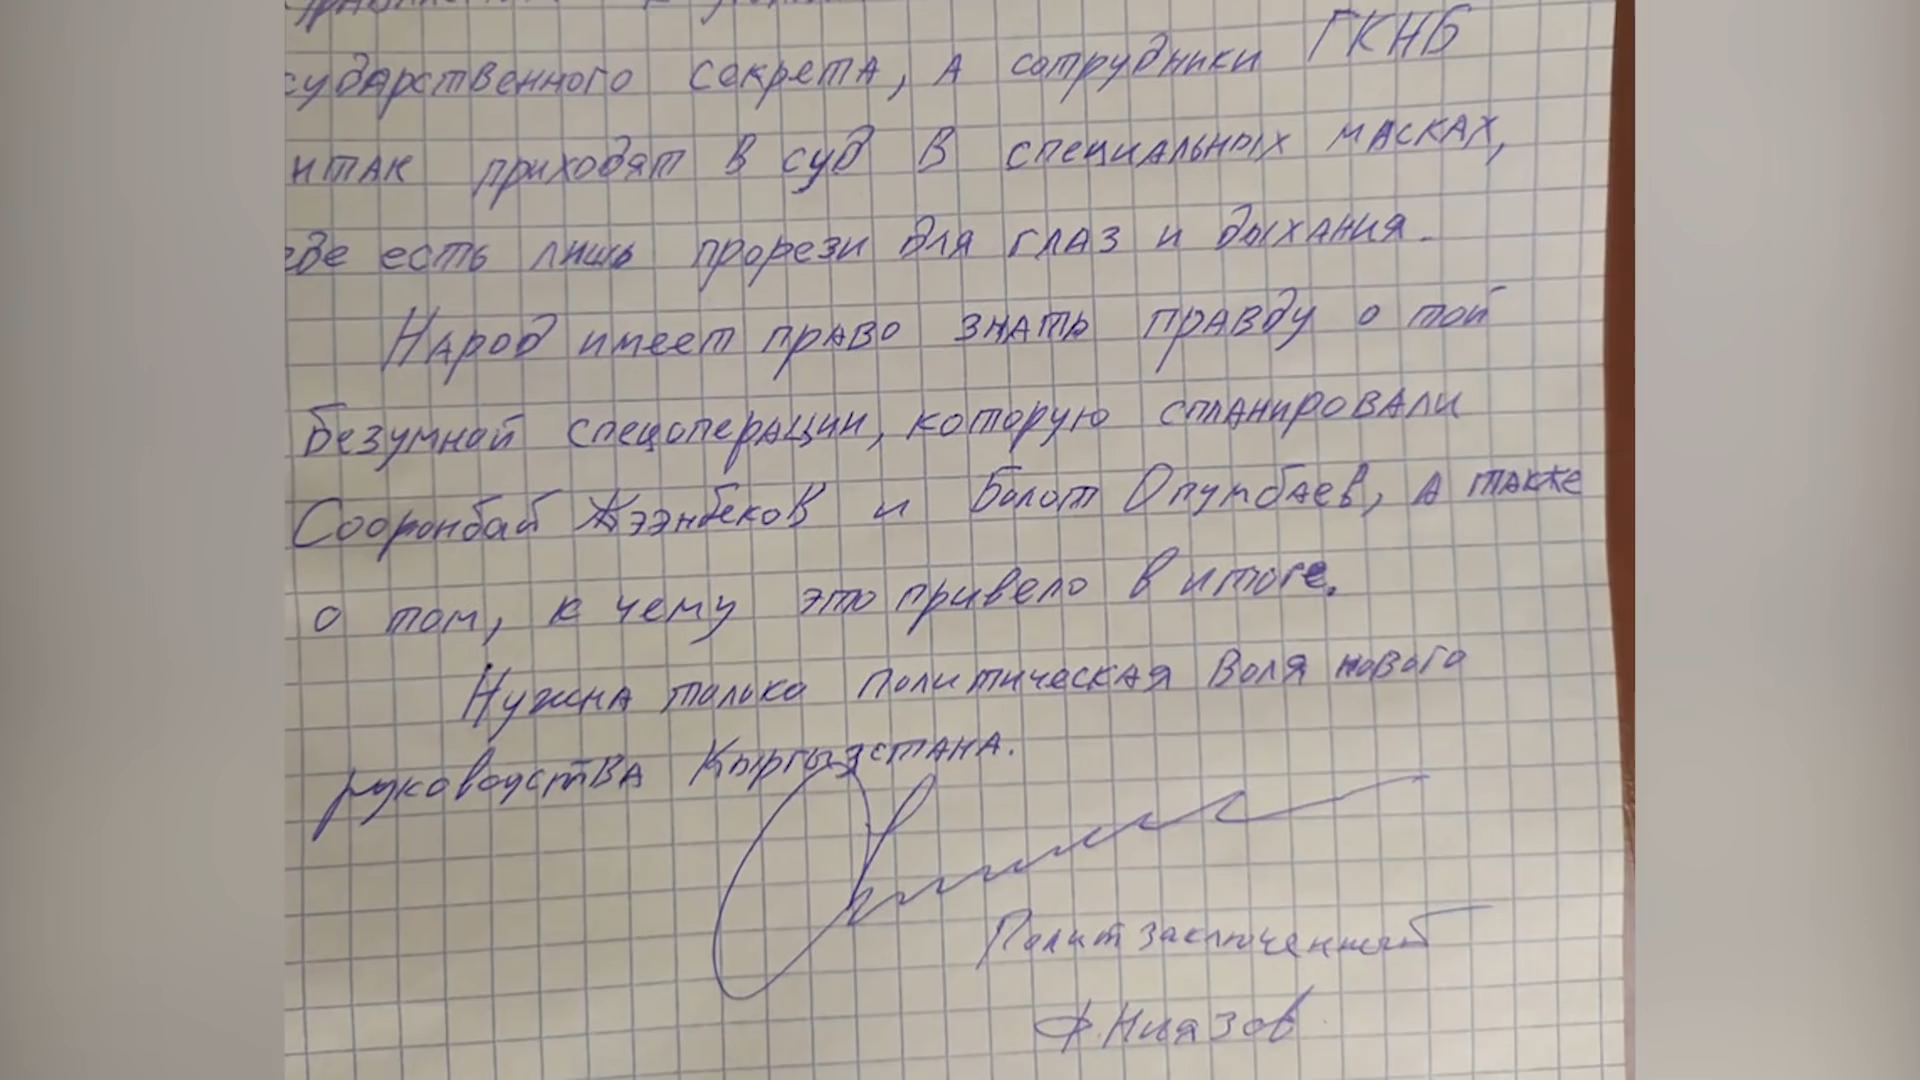 сударственного секрета, а сотрудники ГКНБ
итак приходят в суд в специальных масках,
где есть лишь прорези для глаз и дыхания.
Народ имеет право знать правду о той
безумной спецоперации, которую спланировали
Сооронбай Жээнбеков и Болот Опумбаев, а также
о том, к чему это привело в итоге.
Нужна только политическая воля нового
руководства Кыргызстана.
Политзаключенный
Ф.Ниязов